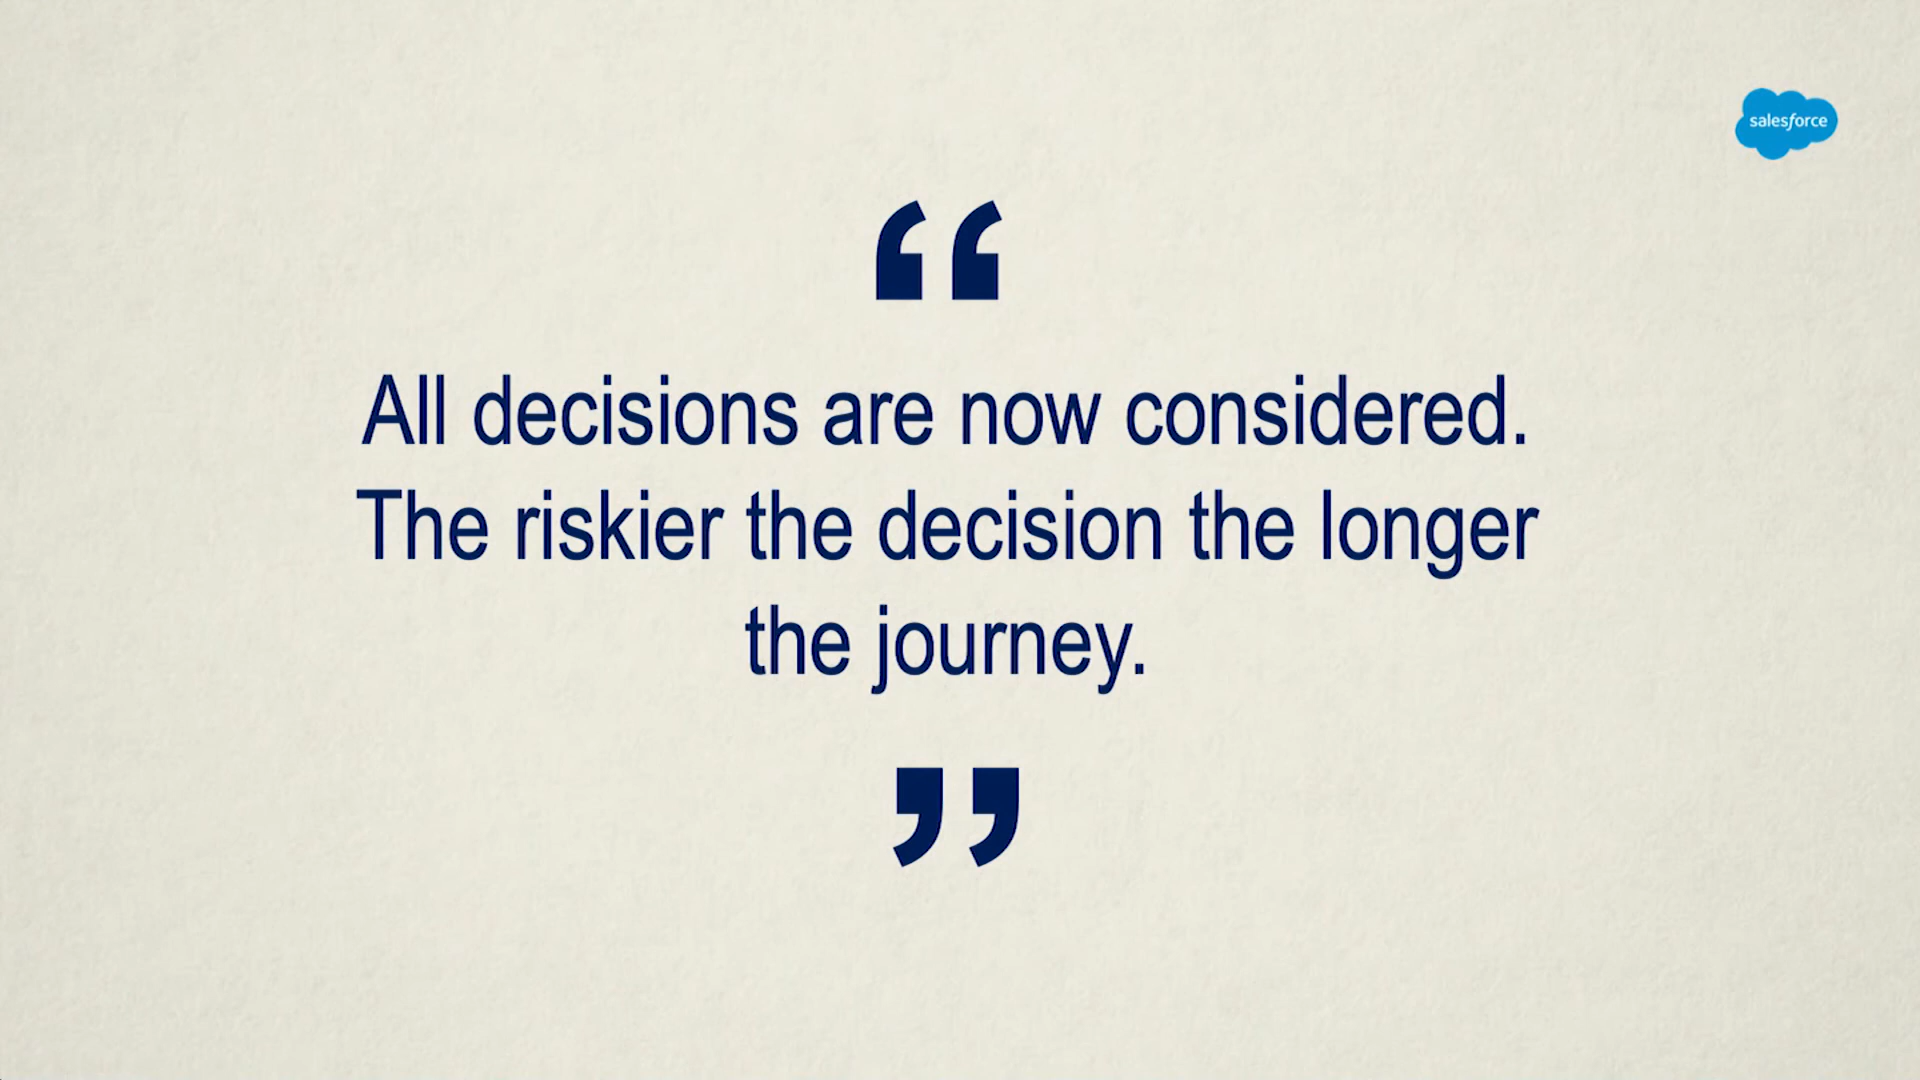 salesforce
“
All decisions are now considered.
The riskier the decision the longer
the journey.
”